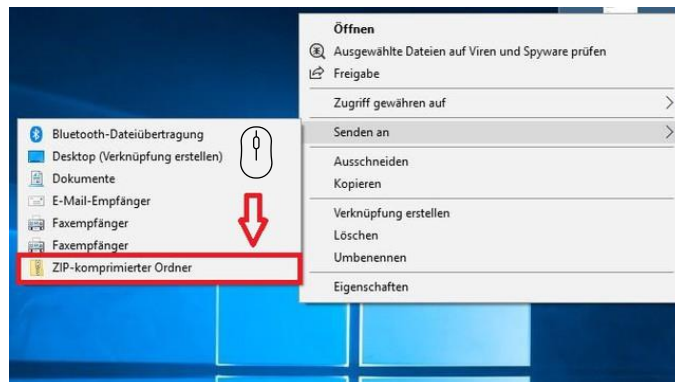 Öffnen
Ausgewählte Dateien auf Viren und Spyware prüfen
Freigabe
Zugriff gewähren auf
Senden an
Ausschneiden
Kopieren
Verknüpfung erstellen
Löschen
Umbenennen
Eigenschaften
Bluetooth-Dateiübertragung
Desktop (Verknüpfung erstellen)
Dokumente
E-Mail-Empfänger
Faxempfänger
Faxempfänger
ZIP-komprimierter Ordner